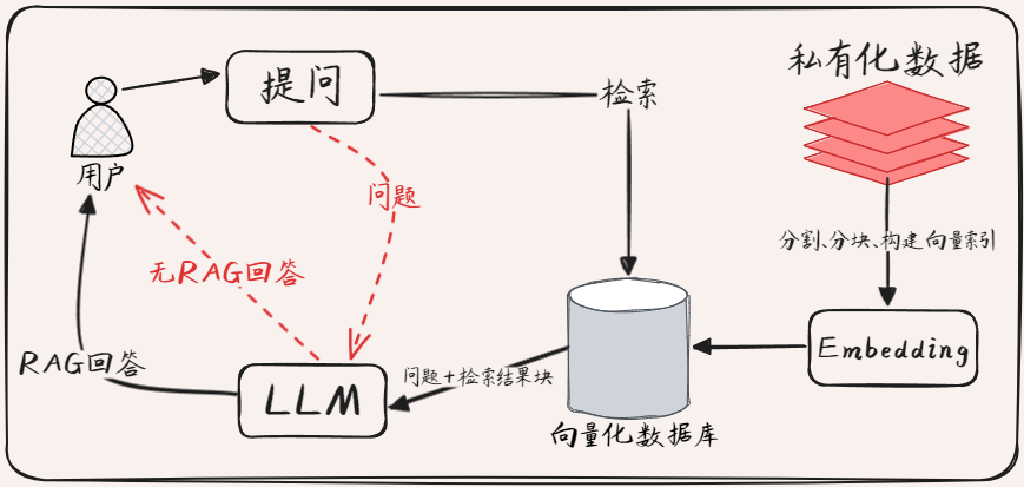 私有化数据
提问
检索
用户
问题
分割、分块、构建向量索引
无RAG回答
Embedding
RAG回答
问题+检索结果块
LLM
向量化数据库